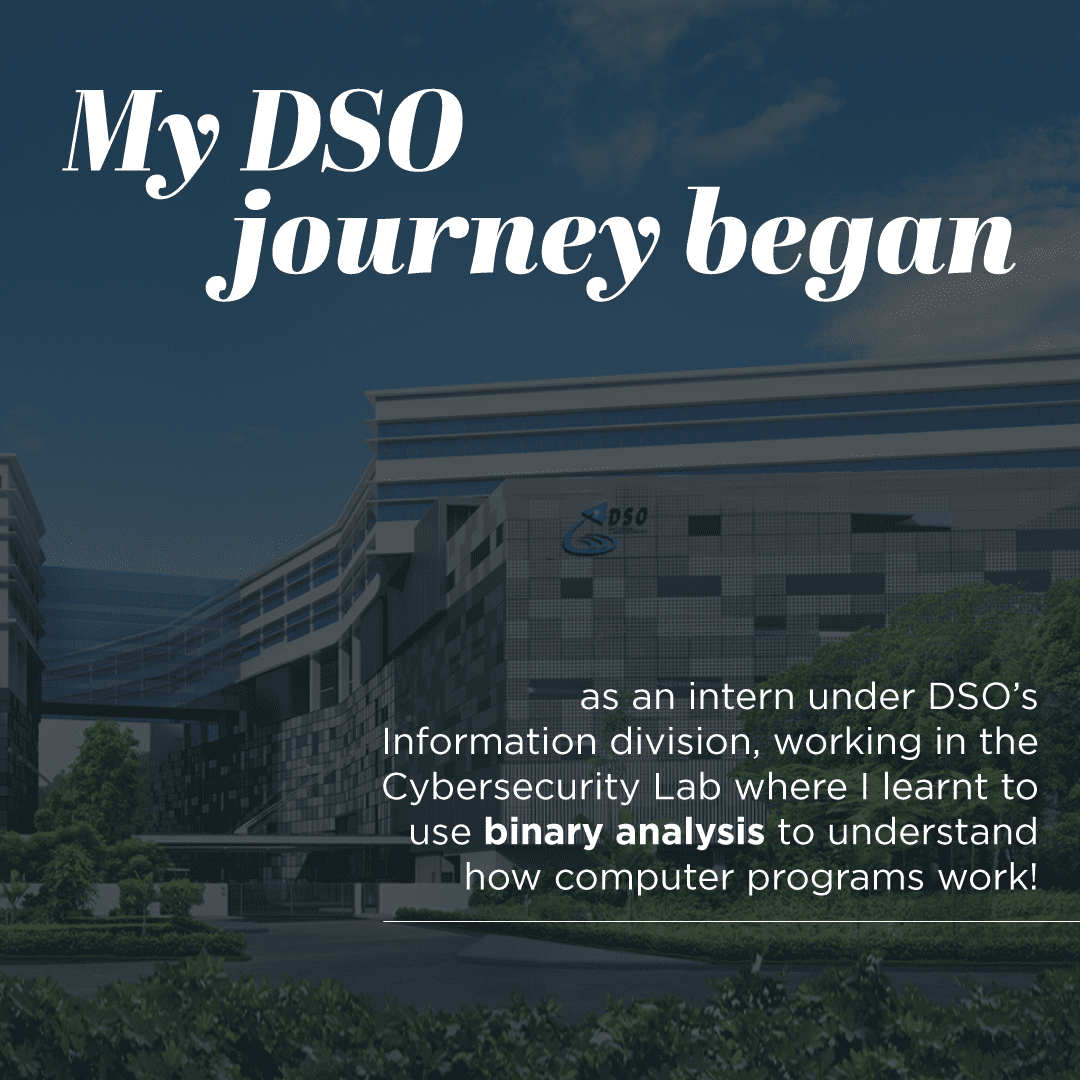 My DSO
journey began
DSO
as an intern under DSO’s
Information division, working in the
Cybersecurity Lab where I learnt to
use binary analysis to understand
how computer programs work!